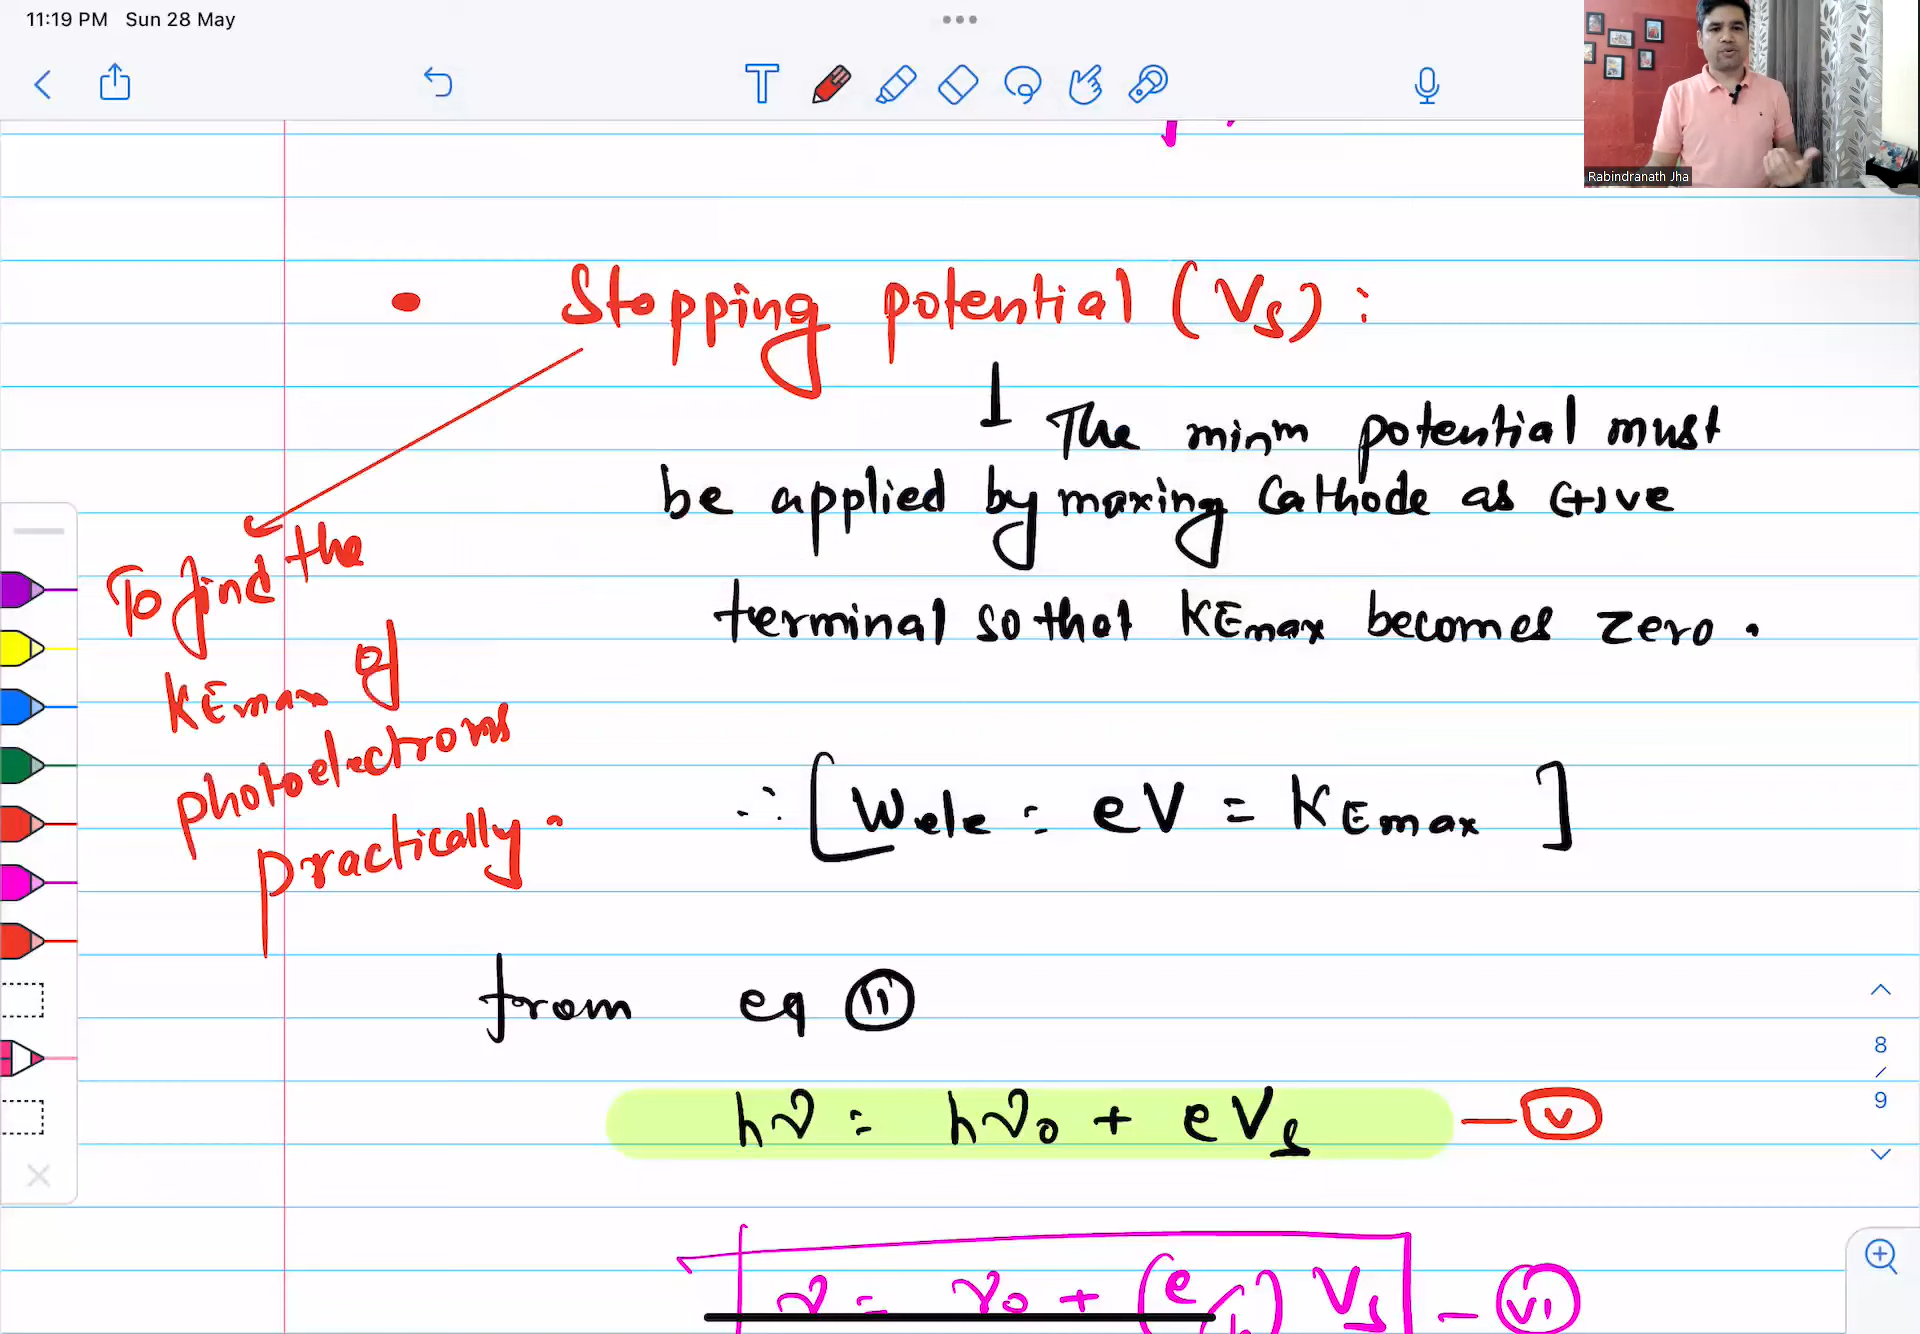 11:19 PM Sun 28 May
Rabindranath Jha
• Stopping potential (Vs) :
The minm potential must
be applied by maxing Cathode as (+)ve
terminal so that KEmax becomes zero .
To find the
KEmax of
photoelectrons
practically .
∴ [ Wele = eV = KEmax ]
from eq (ii)
hν = hν0 + eVs — (v)
ν = ν0 + (e/h) Vs — (vi)
8
/
9